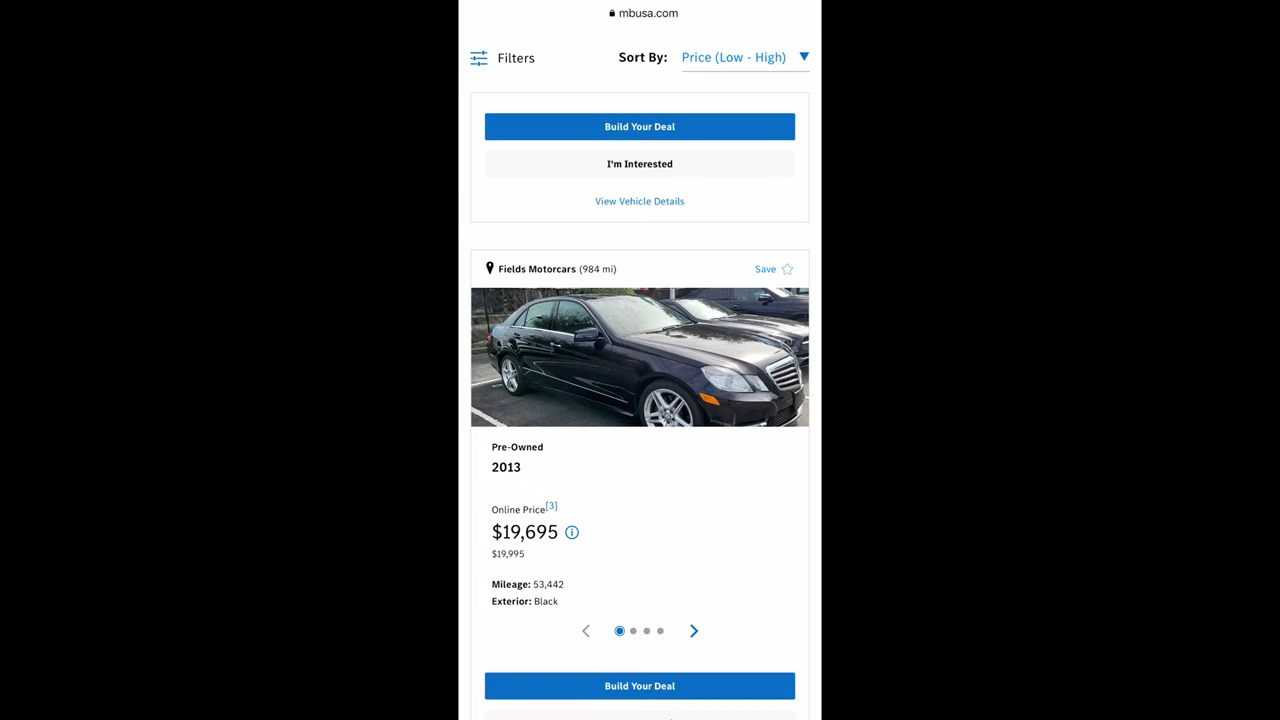 mbusa.com
Filters
Sort By: Price (Low - High)
Build Your Deal
I'm Interested
View Vehicle Details
Fields Motorcars (984 mi)
Save
Pre-Owned
2013
Online Price[3]
$19,695
$19,995
Mileage: 53,442
Exterior: Black
Build Your Deal